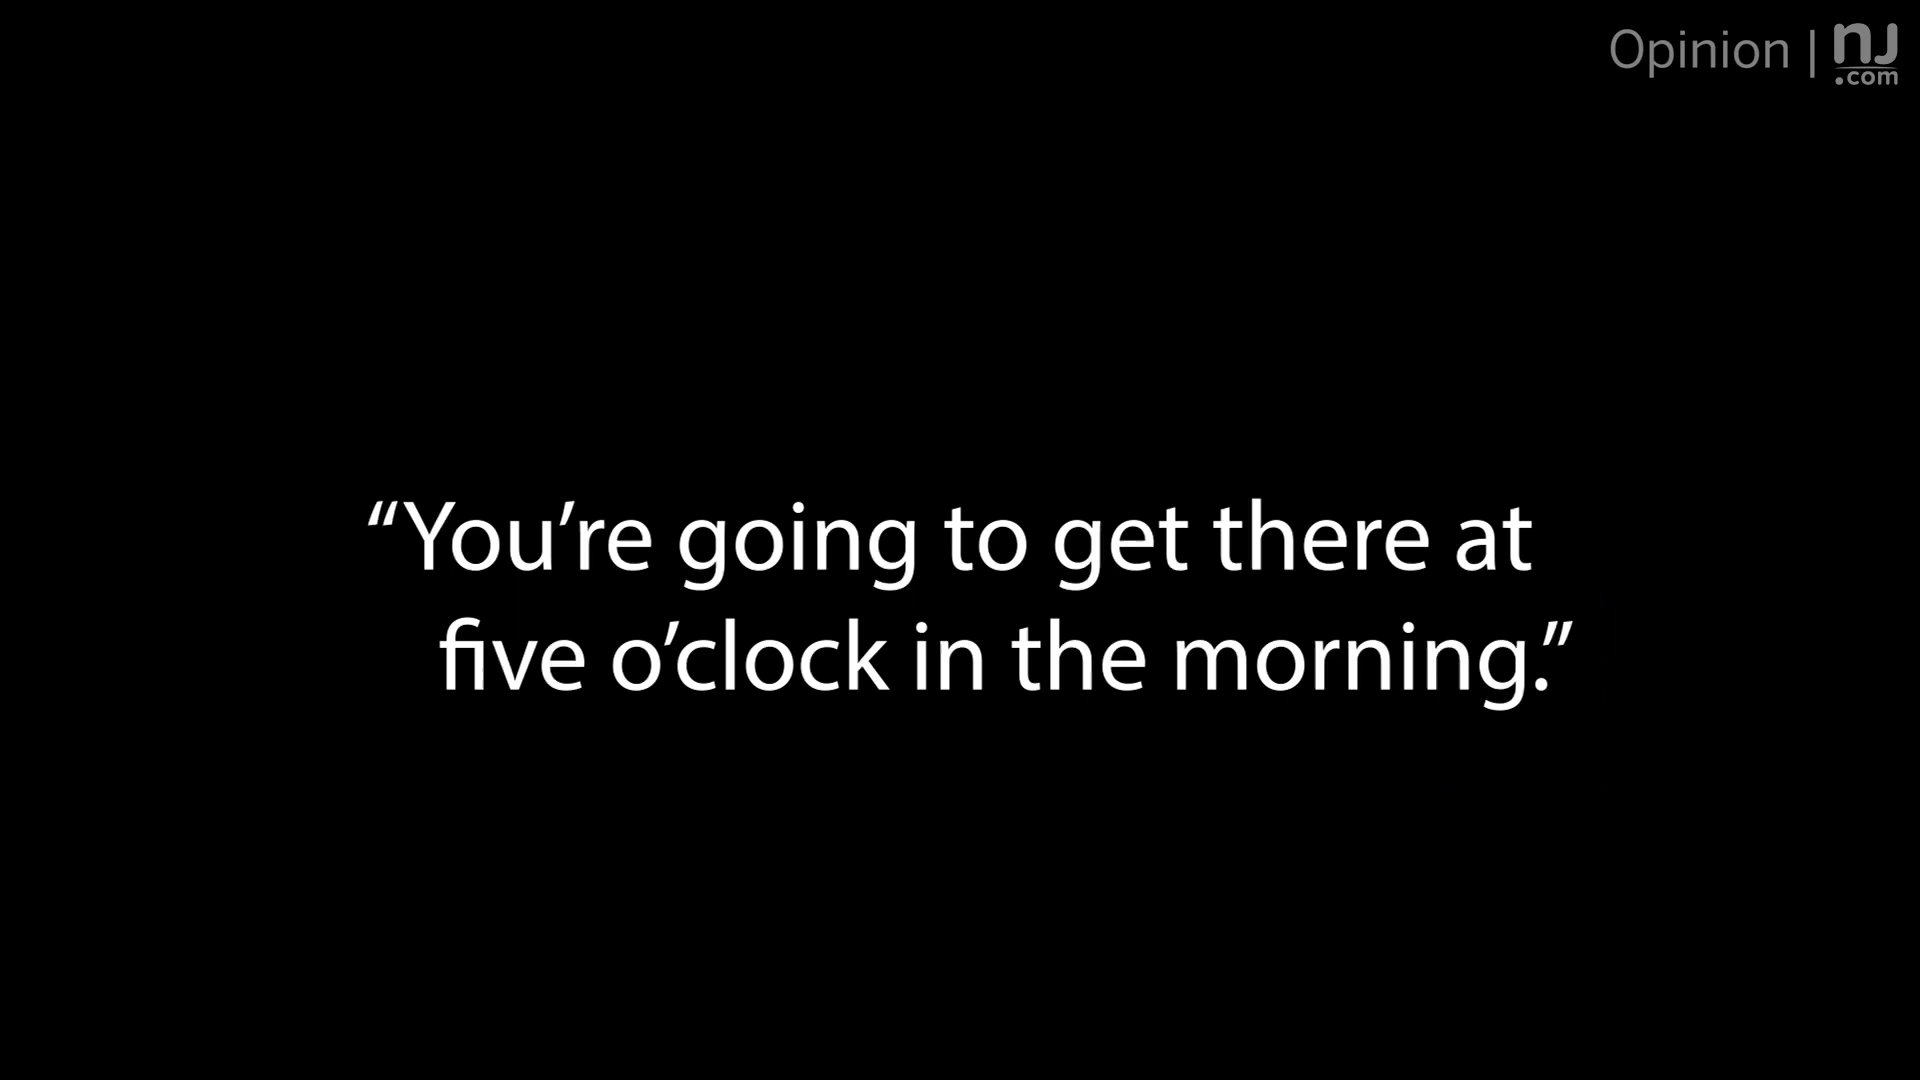 Opinion | nj
.com
“You’re going to get there at
five o’clock in the morning.”